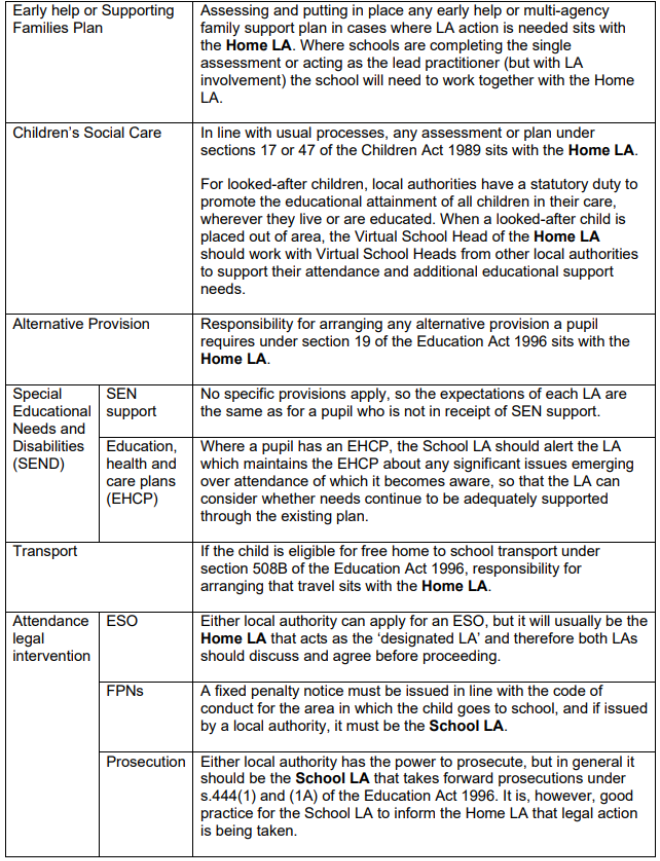 Early help or Supporting
Families Plan
Assessing and putting in place any early help or multi-agency
family support plan in cases where LA action is needed sits with
the Home LA. Where schools are completing the single
assessment or acting as the lead practitioner (but with LA
involvement) the school will need to work together with the Home
LA.
Children's Social Care
In line with usual processes, any assessment or plan under
sections 17 or 47 of the Children Act 1989 sits with the Home LA.
For looked-after children, local authorities have a statutory duty to
promote the educational attainment of all children in their care,
wherever they live or are educated. When a looked-after child is
placed out of area, the Virtual School Head of the Home LA
should work with Virtual School Heads from other local authorities
to support their attendance and additional educational support
needs.
Alternative Provision
Responsibility for arranging any alternative provision a pupil
requires under section 19 of the Education Act 1996 sits with the
Home LA.
Special
Educational
Needs and
Disabilities
(SEND)
SEN
support
No specific provisions apply, so the expectations of each LA are
the same as for a pupil who is not in receipt of SEN support.
Education,
health and
care plans
(EHCP)
Where a pupil has an EHCP, the School LA should alert the LA
which maintains the EHCP about any significant issues emerging
over attendance of which it becomes aware, so that the LA can
consider whether needs continue to be adequately supported
through the existing plan.
Transport
If the child is eligible for free home to school transport under
section 508B of the Education Act 1996, responsibility for
arranging that travel sits with the Home LA.
Attendance
legal
intervention
ESO
Either local authority can apply for an ESO, but it will usually be the
Home LA that acts as the 'designated LA' and therefore both LAs
should discuss and agree before proceeding.
FPNs
A fixed penalty notice must be issued in line with the code of
conduct for the area in which the child goes to school, and if issued
by a local authority, it must be the School LA.
Prosecution
Either local authority has the power to prosecute, but in general it
should be the School LA that takes forward prosecutions under
s.444(1) and (1A) of the Education Act 1996. It is, however, good
practice for the School LA to inform the Home LA that legal action
is being taken.